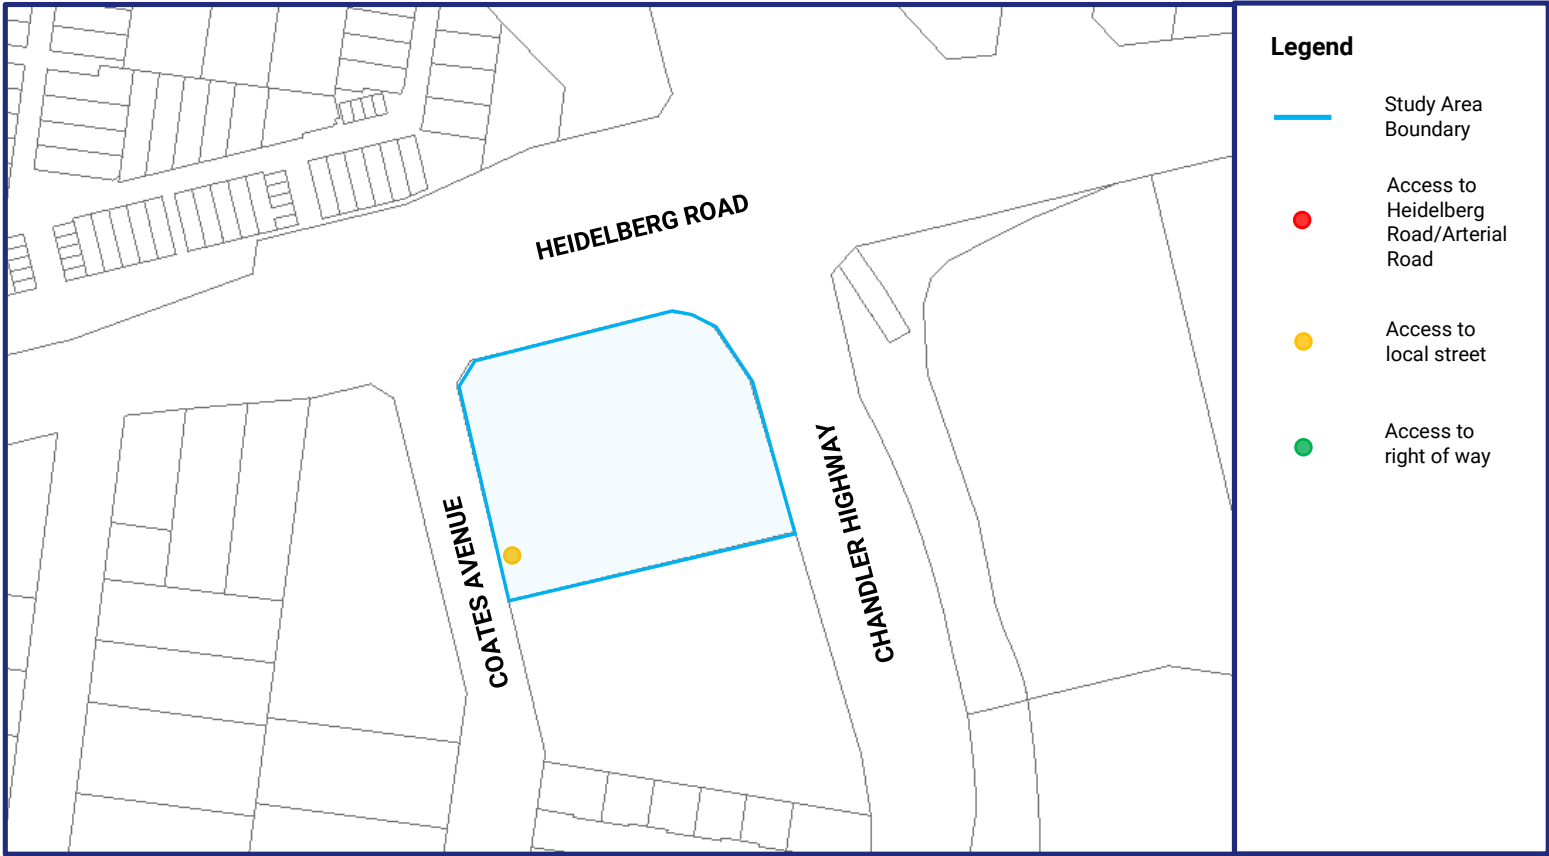 HEIDELBERG ROAD
COATES AVENUE
CHANDLER HIGHWAY
Legend
Study Area
Boundary
Access to
Heidelberg
Road/Arterial
Road
Access to
local street
Access to
right of way